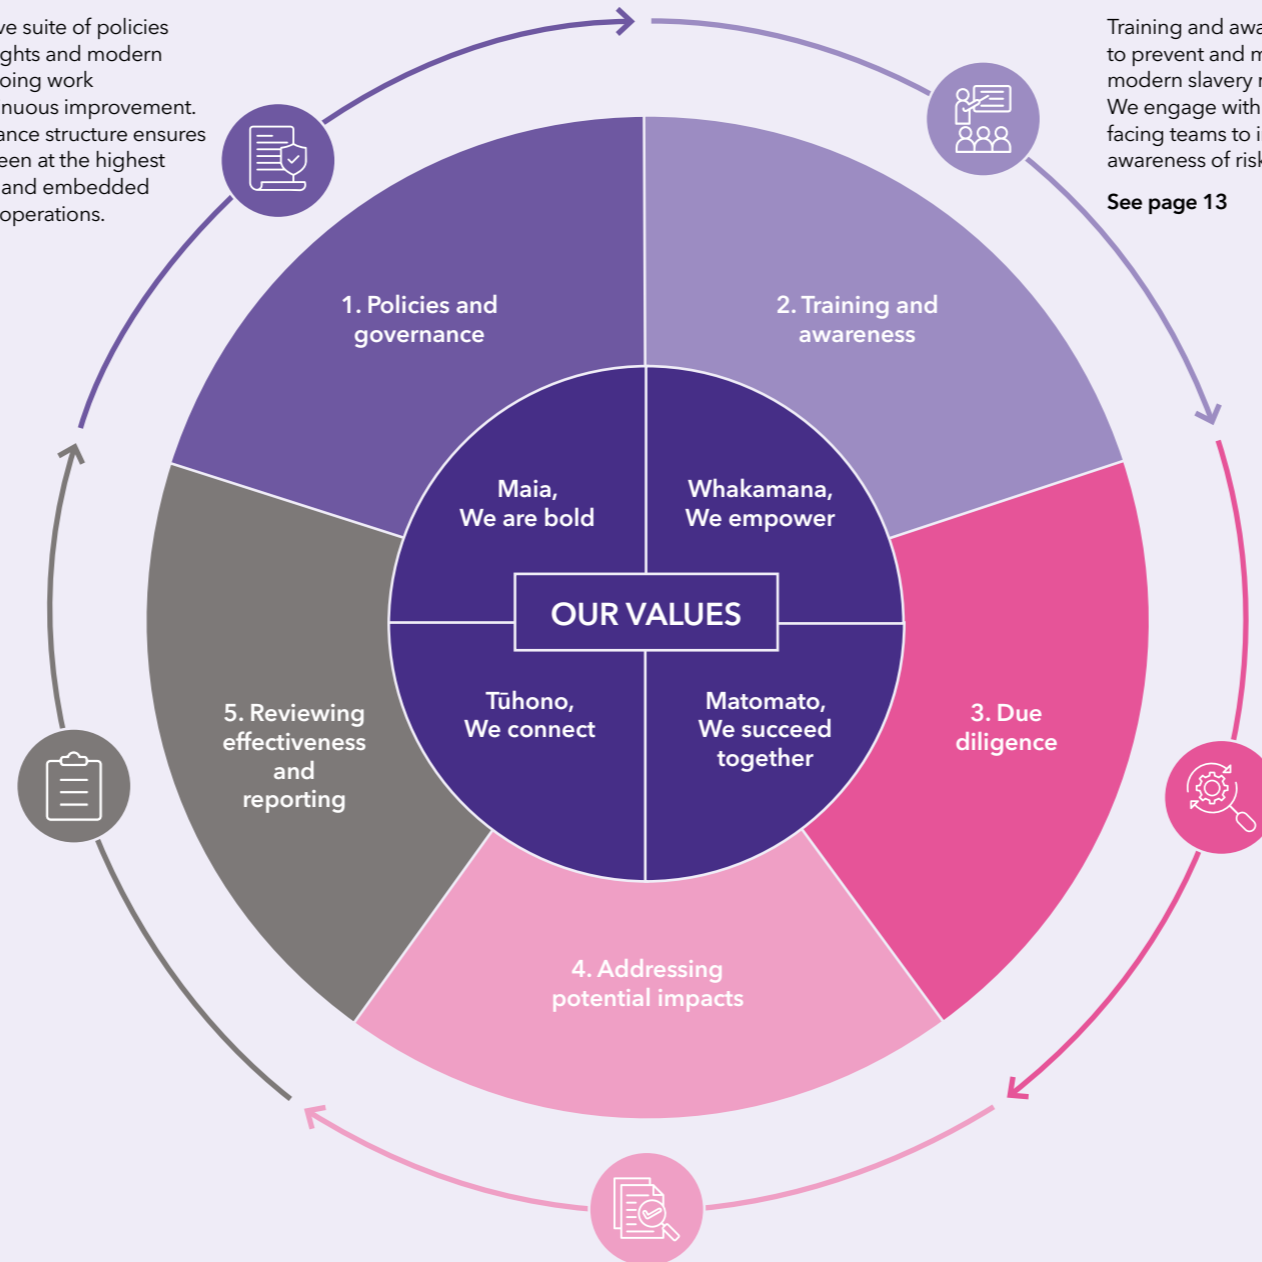 ve suite of policies
ghts and modern
oing work
nuous improvement.
ance structure ensures
een at the highest
and embedded
operations.
Training and awa
to prevent and m
modern slavery r
We engage with
facing teams to i
awareness of risk
See page 13
1. Policies and
governance
2. Training and
awareness
Maia,
We are bold
Whakamana,
We empower
OUR VALUES
Tūhono,
We connect
Matomato,
We succeed
together
3. Due
diligence
4. Addressing
potential impacts
5. Reviewing
effectiveness
and
reporting